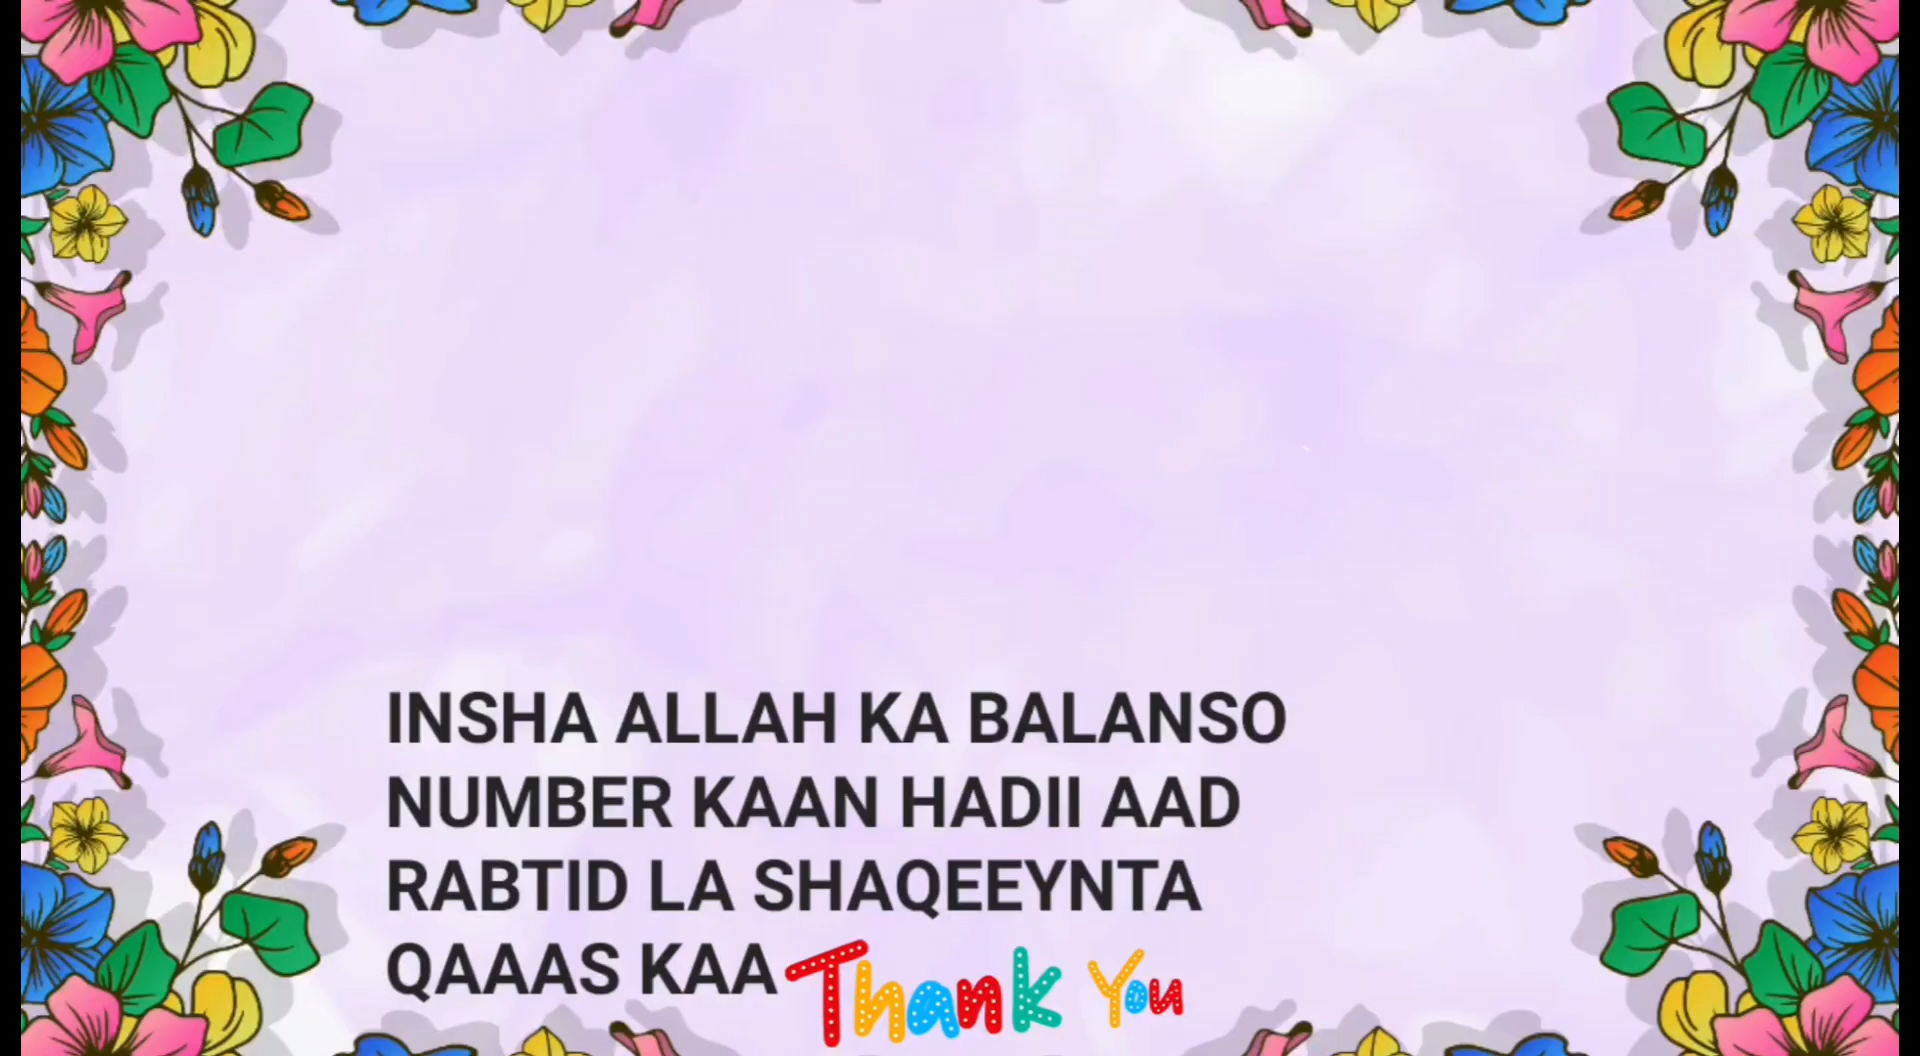 INSHA ALLAH KA BALANSO
NUMBER KAAN HADII AAD
RABTID LA SHAQEEYNTA
QAAAS KAA Thank You